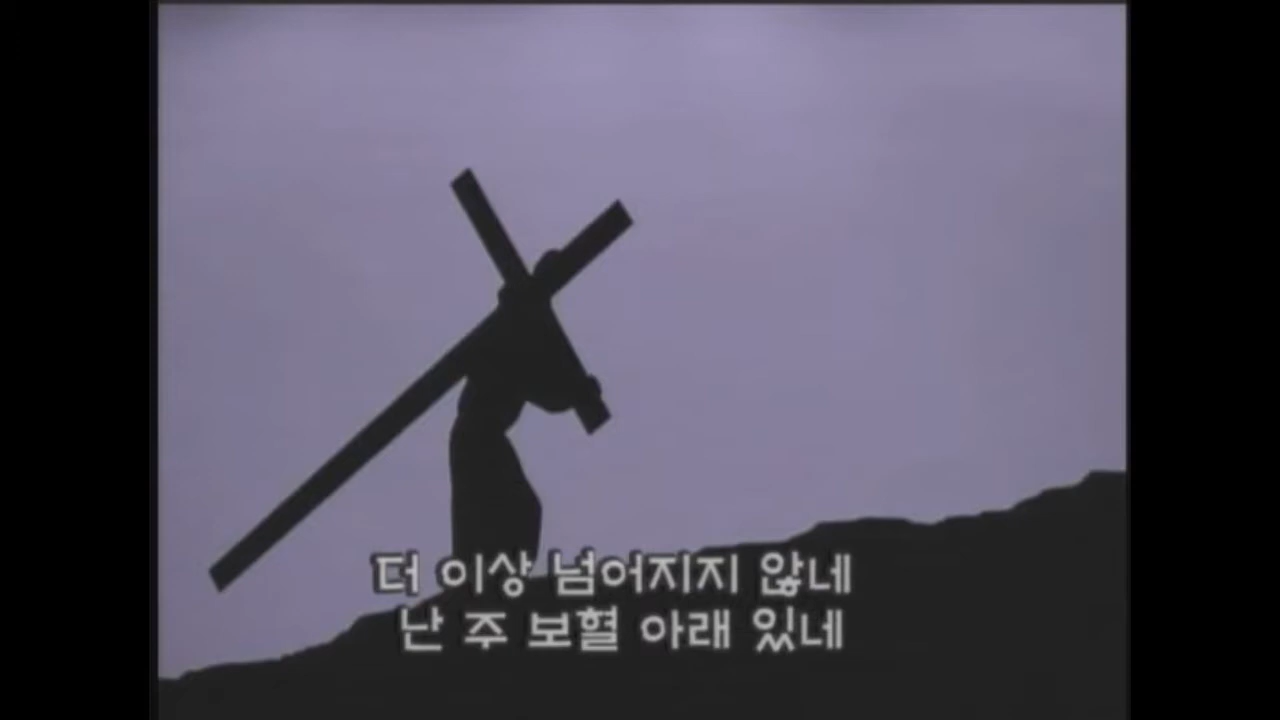 더 이상 넘어지지 않네
난 주 보혈 아래 있네